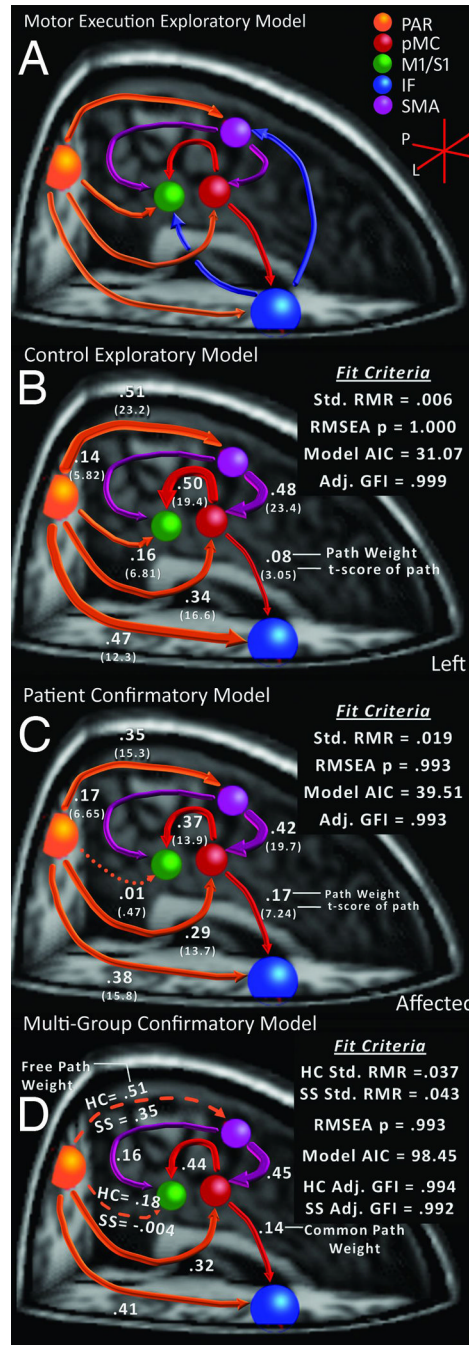 Motor Execution Exploratory Model
A
PAR
pMC
M1/S1
IF
SMA
P
L
Control Exploratory Model
B
Fit Criteria
Std. RMR = .006
RMSEA p = 1.000
Model AIC = 31.07
Adj. GFI = .999
.51
(23.2)
.14
(5.82)
.50
(19.4)
.48
(23.4)
.16
(6.81)
.08
(3.05)
Path Weight
t-score of path
.34
(16.6)
.47
(12.3)
Left
Patient Confirmatory Model
C
Fit Criteria
Std. RMR = .019
RMSEA p = .993
Model AIC = 39.51
Adj. GFI = .993
.35
(15.3)
.17
(6.65)
.37
(13.9)
.42
(19.7)
.01
(.47)
.17
(7.24)
Path Weight
t-score of path
.29
(13.7)
.38
(15.8)
Affected
Multi-Group Confirmatory Model
D
Free Path
Weight
Fit Criteria
HC Std. RMR =.037
SS Std. RMR = .043
RMSEA p = .993
Model AIC = 98.45
HC Adj. GFI = .994
SS Adj. GFI = .992
HC= .51
SS = .35
.16
.44
.45
HC= .18
SS= -.004
.14
Common Path
Weight
.32
.41